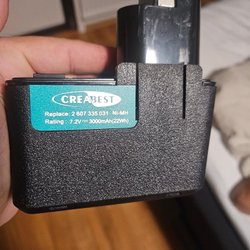 CREABEST
Replace: 2 607 335 031 Ni-MH
Rating: 7.2V⎓3000mAh(22Wh)